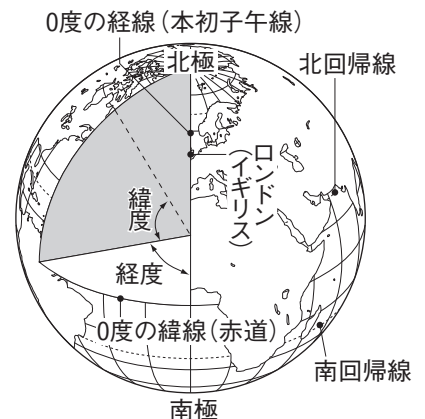 0度の経線（本初子午線）
北極
北回帰線
ロンドン
（イギリス）
緯度
経度
0度の緯線（赤道）
南回帰線
南極